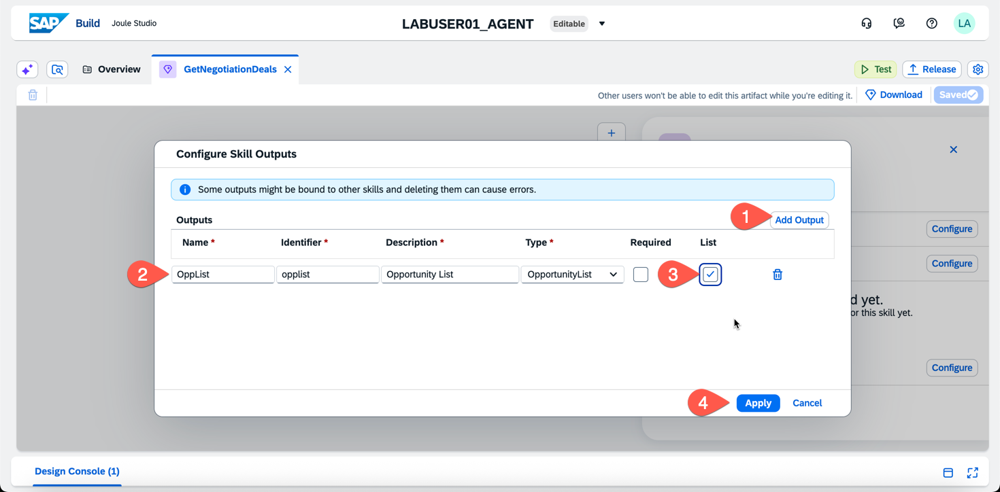 SAP Build Joule Studio LABUSER01_AGENT Editable LA
Overview GetNegotiationDeals Test Release
Other users won't be able to edit this artifact while you're editing it. Download Saved
Configure Skill Outputs
Some outputs might be bound to other skills and deleting them can cause errors.
Outputs 1 Add Output
Name * Identifier * Description * Type * Required List
Configure
Configure
2 OppList opplist Opportunity List OpportunityList 3
d yet.
or this skill yet.
Configure
4 Apply Cancel
Design Console (1)